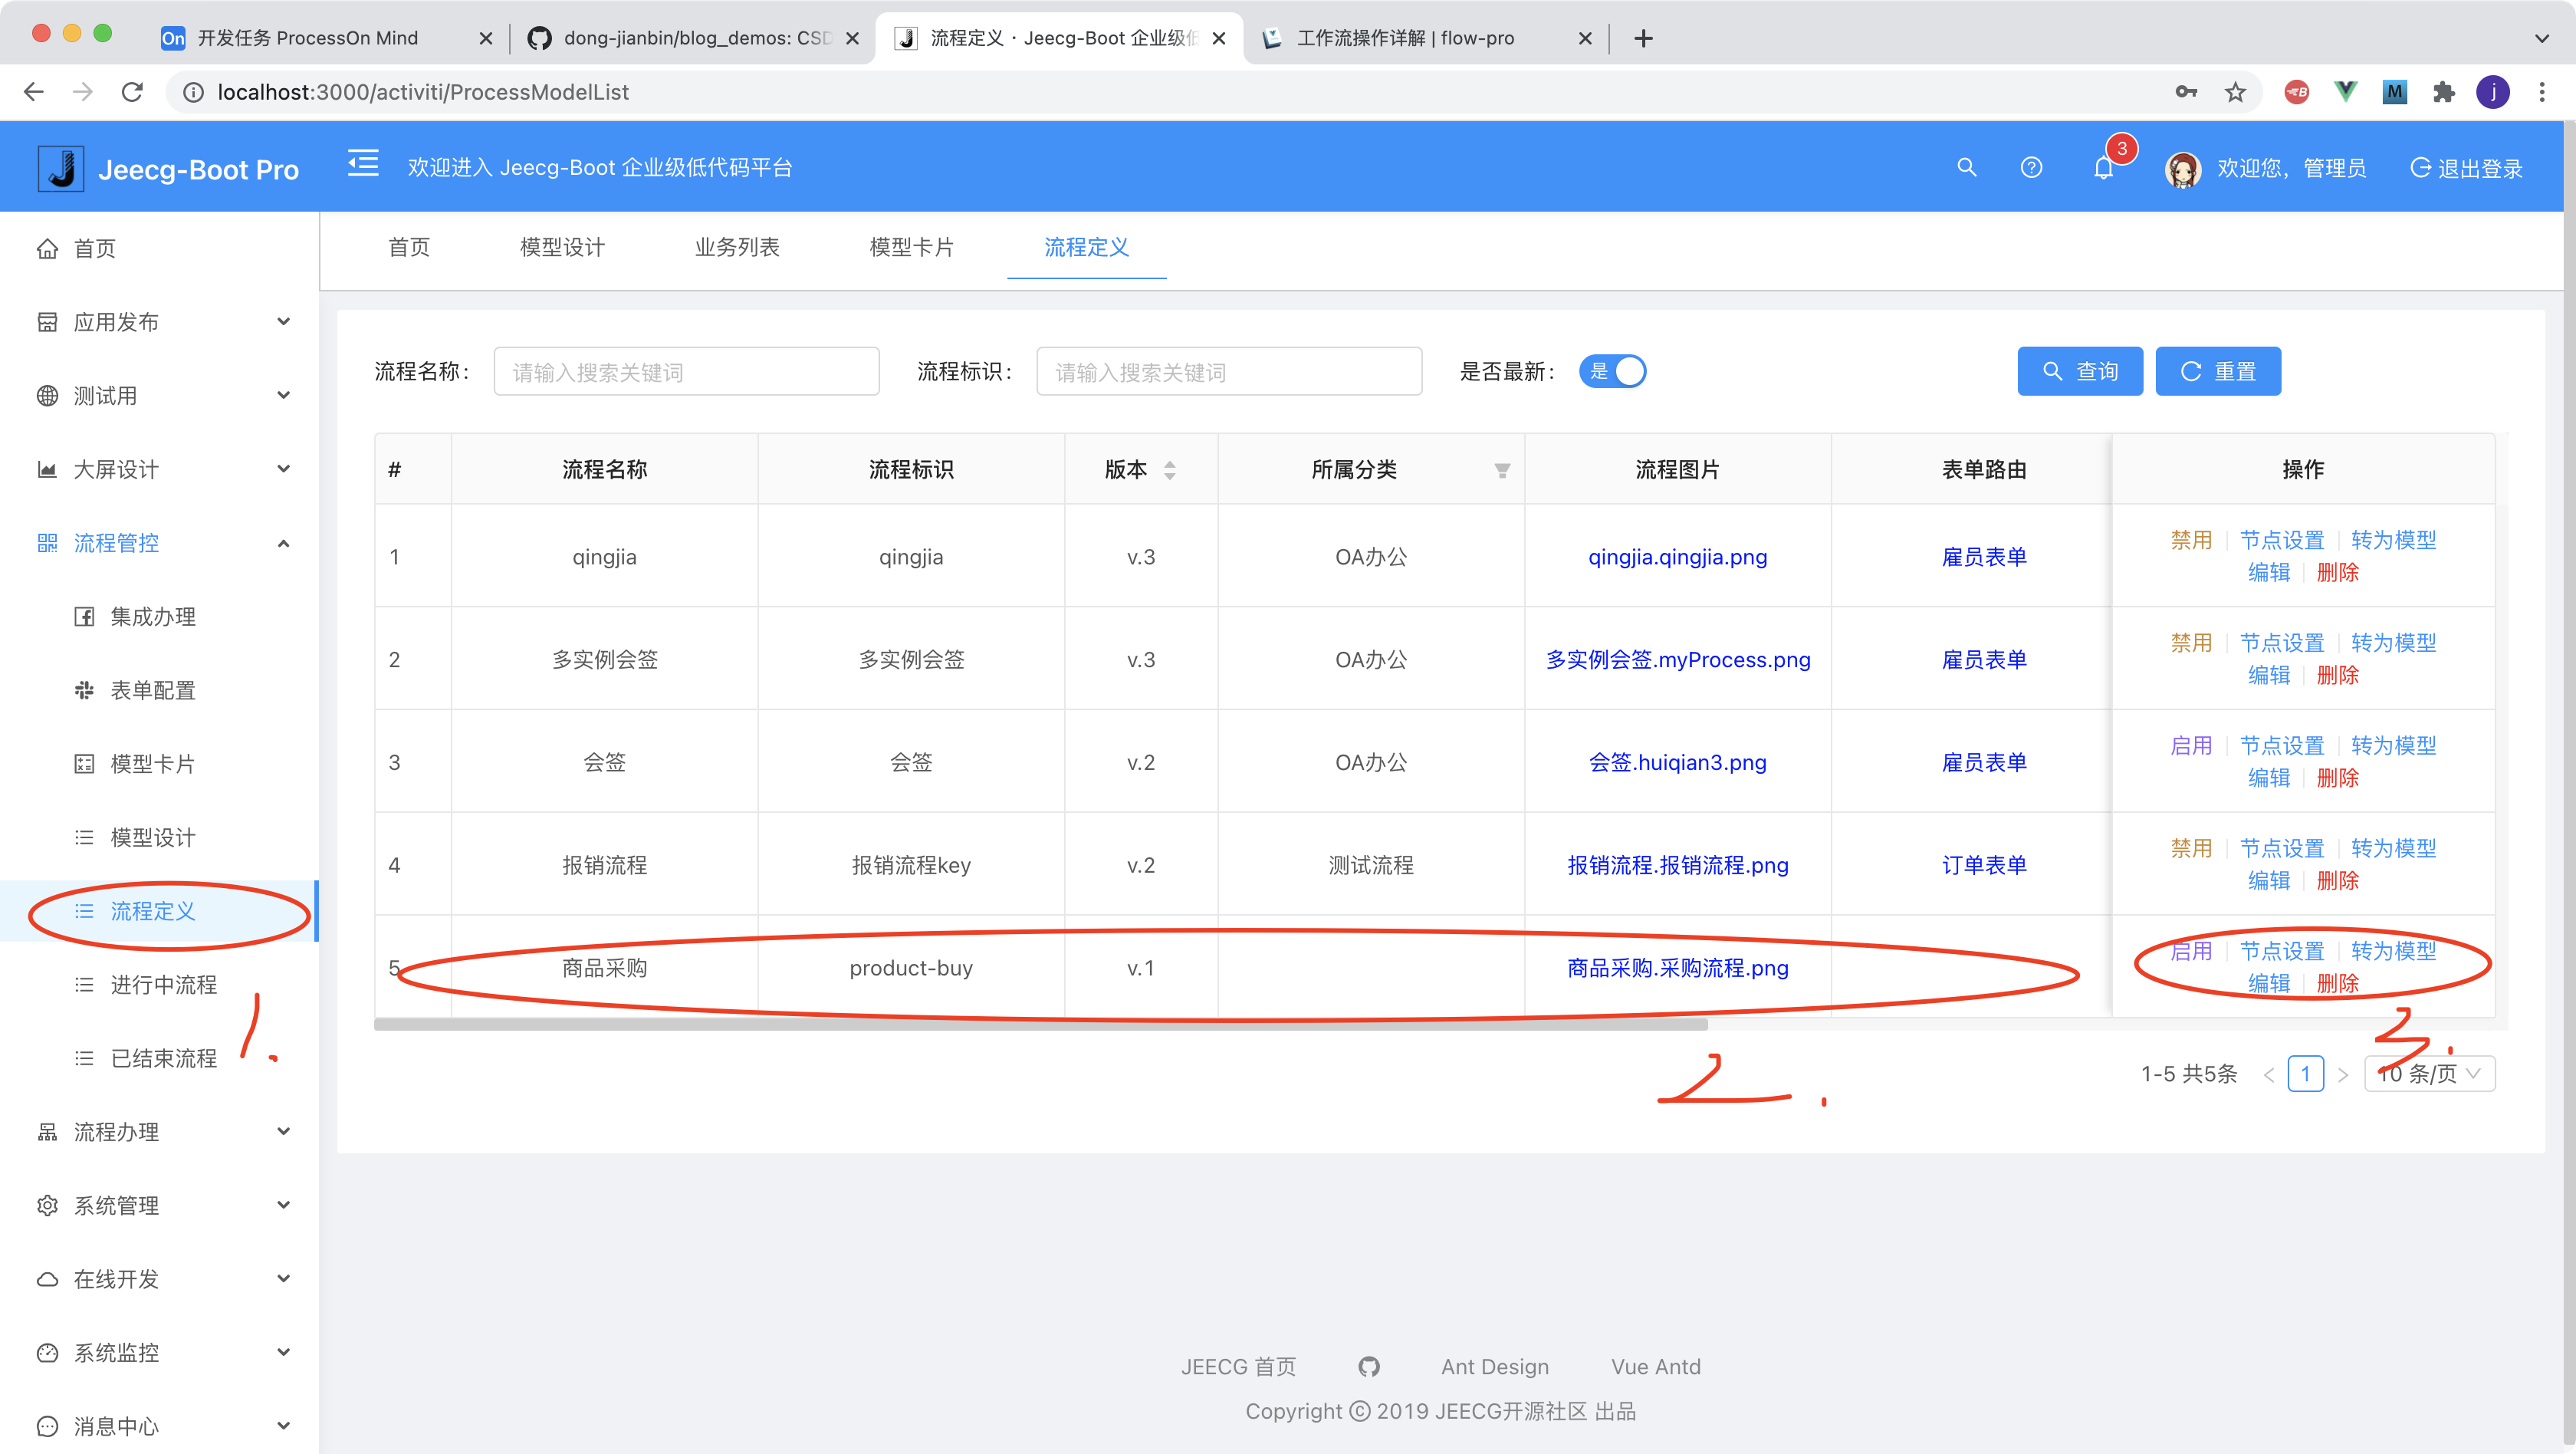 On 开发任务 ProcessOn Mind
dong-jianbin/blog_demos: CSD
流程定义 · Jeecg-Boot 企业级低
工作流操作详解 | flow-pro
localhost:3000/activiti/ProcessModelList
j
Jeecg-Boot Pro
欢迎进入 Jeecg-Boot 企业级低代码平台
3
欢迎您，管理员
退出登录
首页
应用发布
测试用
大屏设计
流程管控
集成办理
表单配置
模型卡片
模型设计
流程定义
进行中流程
已结束流程
流程办理
系统管理
在线开发
系统监控
消息中心
首页 模型设计 业务列表 模型卡片 流程定义
流程名称: 请输入搜索关键词 流程标识: 请输入搜索关键词 是否最新: 是 查询 重置
# 流程名称 流程标识 版本 所属分类 流程图片 表单路由 操作
1 qingjia qingjia v.3 OA办公 qingjia.qingjia.png 雇员表单 禁用 节点设置 转为模型
编辑 删除
2 多实例会签 多实例会签 v.3 OA办公 多实例会签.myProcess.png 雇员表单 禁用 节点设置 转为模型
编辑 删除
3 会签 会签 v.2 OA办公 会签.huiqian3.png 雇员表单 启用 节点设置 转为模型
编辑 删除
4 报销流程 报销流程key v.2 测试流程 报销流程.报销流程.png 订单表单 禁用 节点设置 转为模型
编辑 删除
5 商品采购 product-buy v.1 商品采购.采购流程.png 启用 节点设置 转为模型
编辑 删除
1.
2.
3.
1-5 共5条 < 1 > 10 条/页
JEECG 首页 Ant Design Vue Antd
Copyright © 2019 JEECG开源社区 出品